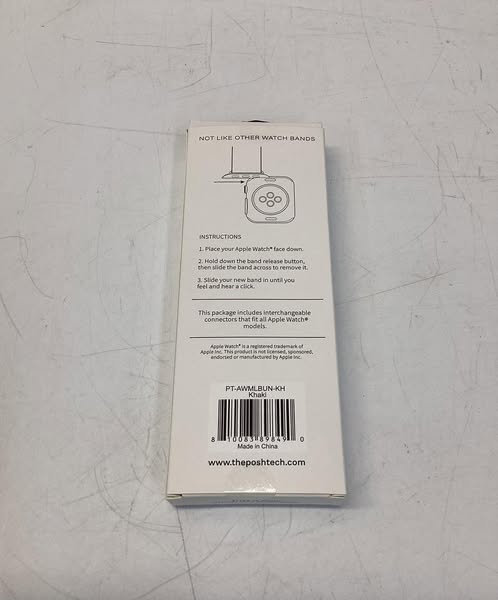 NOT LIKE OTHER WATCH BANDS
INSTRUCTIONS
1. Place your Apple Watch® face down.
2. Hold down the band release button,
then slide the band across to remove it.
3. Slide your new band in until you
feel and hear a click.
This package includes interchangeable
connectors that fit all Apple Watch®
models.
Apple Watch® is a registered trademark of
Apple Inc. This product is not licensed, sponsored,
endorsed or manufactured by Apple Inc.
PT-AWMLBUN-KH
Khaki
8 10083 89849 0
Made in China
www.theposhtech.com